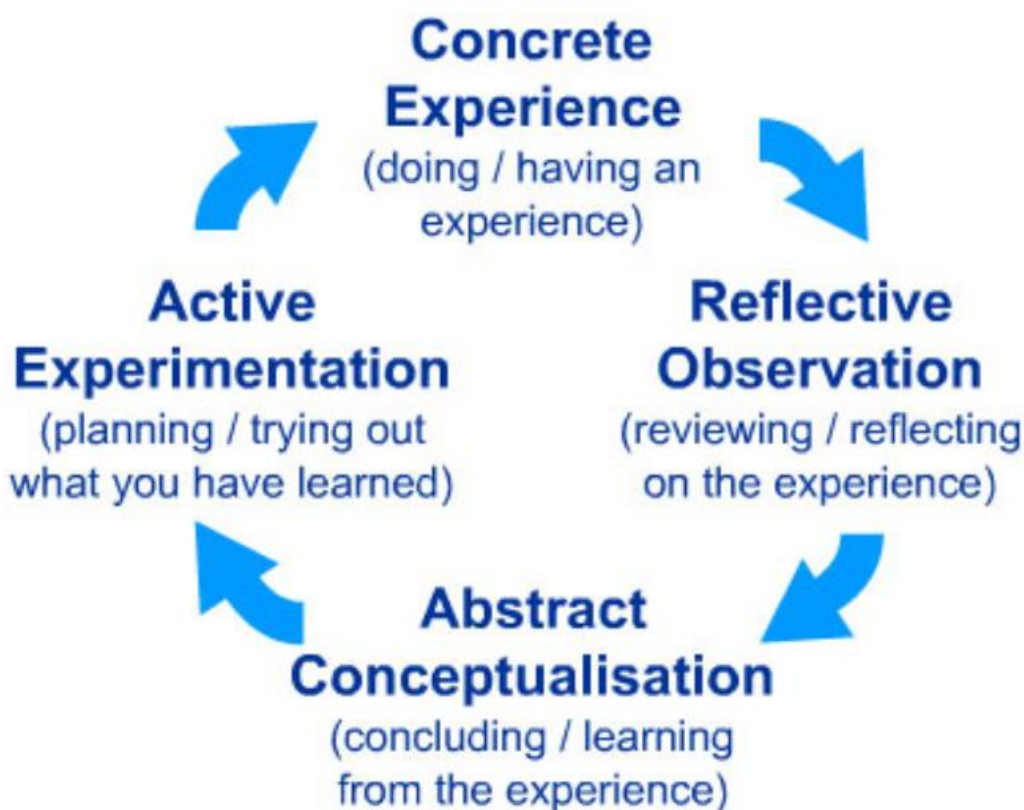 Concrete
Experience
(doing / having an
experience)
Active
Experimentation
(planning / trying out
what you have learned)
Reflective
Observation
(reviewing / reflecting
on the experience)
Abstract
Conceptualisation
(concluding / learning
from the experience)